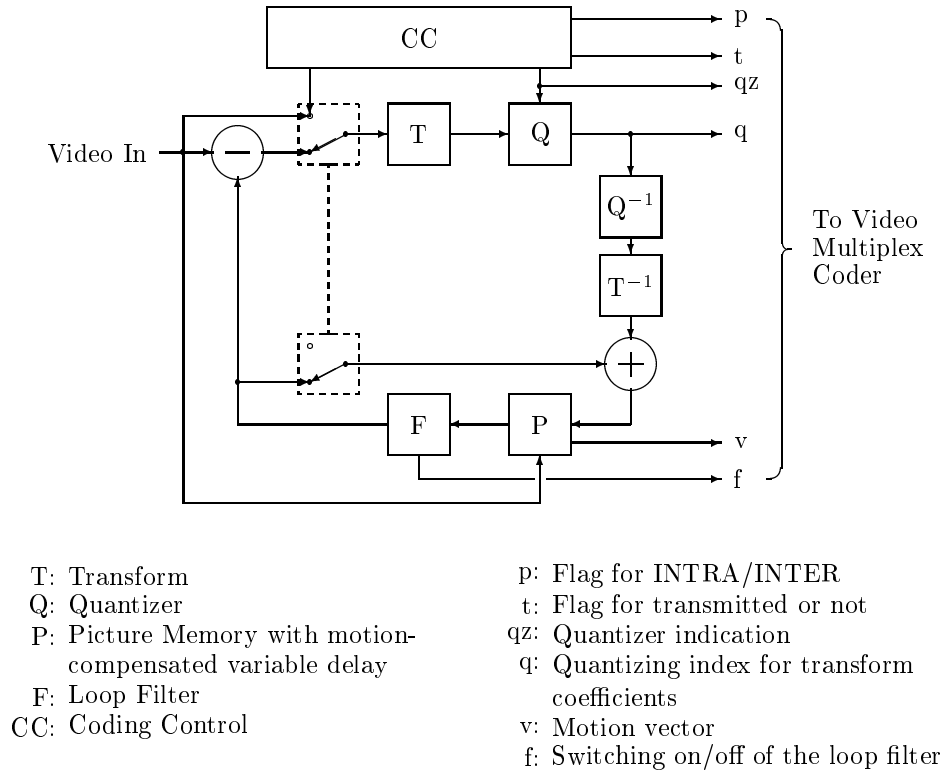 CC
p
t
qz
Video In
−
T
Q
q
Q−1
T−1
To Video
Multiplex
Coder
+
F
P
v
f
T: Transform
Q: Quantizer
P: Picture Memory with motion-
compensated variable delay
F: Loop Filter
CC: Coding Control
p: Flag for INTRA/INTER
t: Flag for transmitted or not
qz: Quantizer indication
q: Quantizing index for transform
coefficients
v: Motion vector
f: Switching on/off of the loop filter